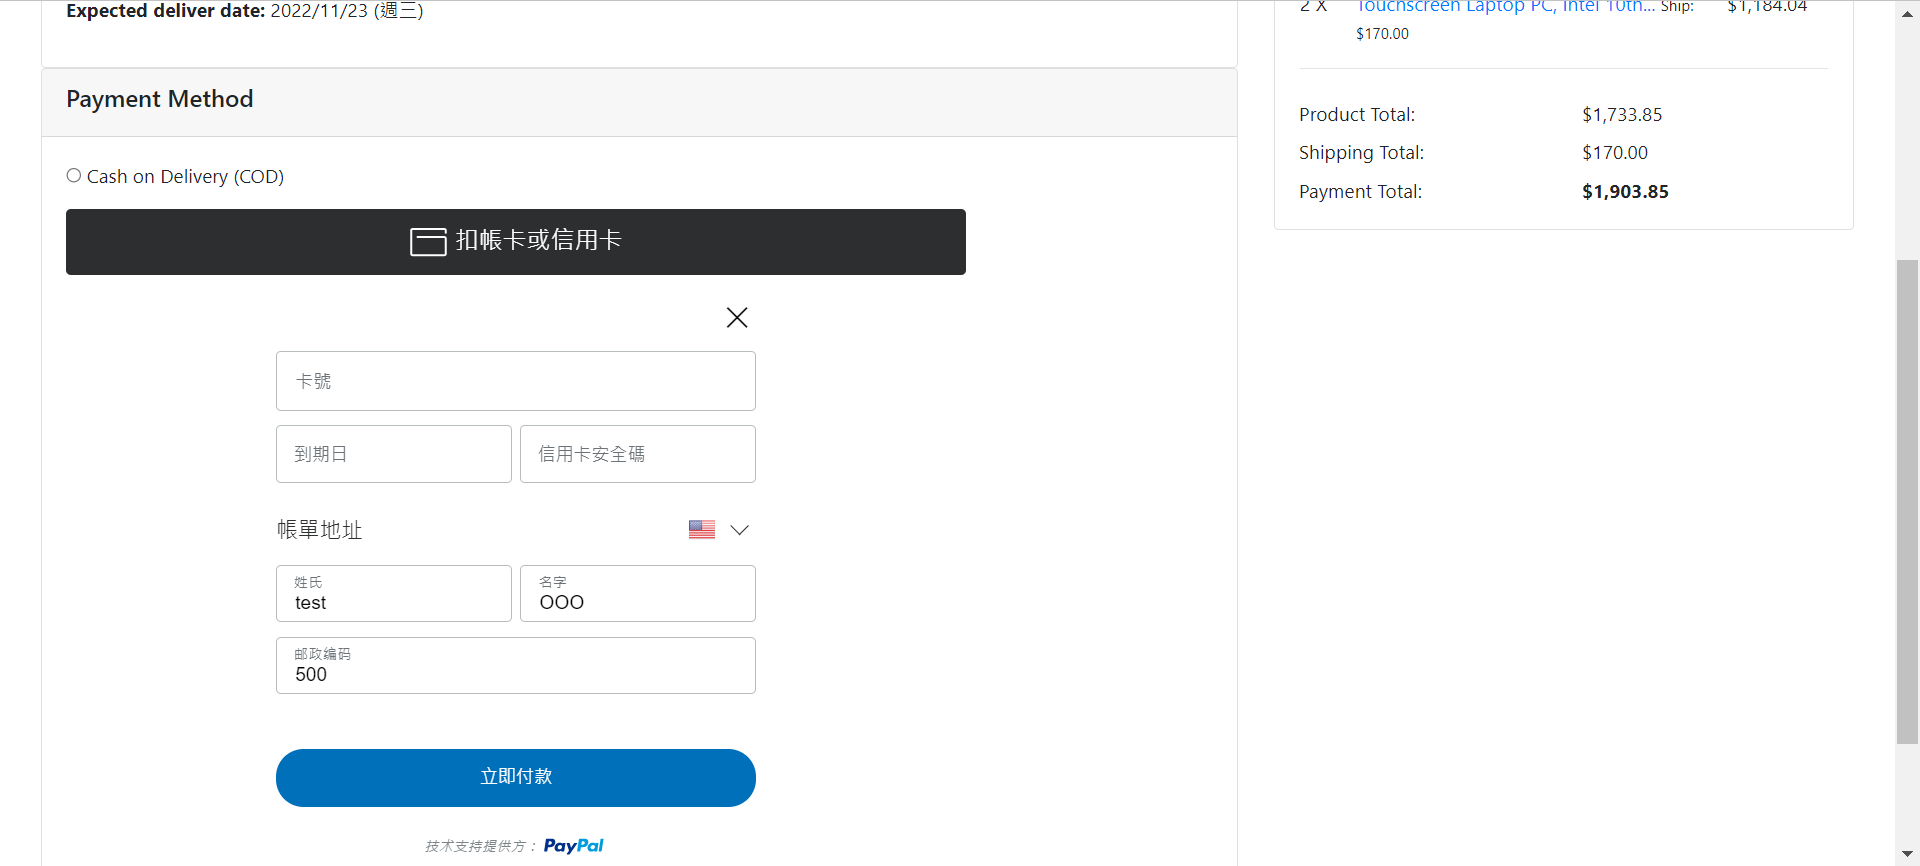 Expected deliver date: 2022/11/23 (週三)
Payment Method
Cash on Delivery (COD)
扣帳卡或信用卡
卡號
到期日
信用卡安全碼
帳單地址
姓氏
test
名字
OOO
邮政编码
500
立即付款
技术支持提供方： PayPal
2 X Touchscreen Laptop PC, Intel 10th... Ship: $1,184.04
$170.00
Product Total: $1,733.85
Shipping Total: $170.00
Payment Total: $1,903.85